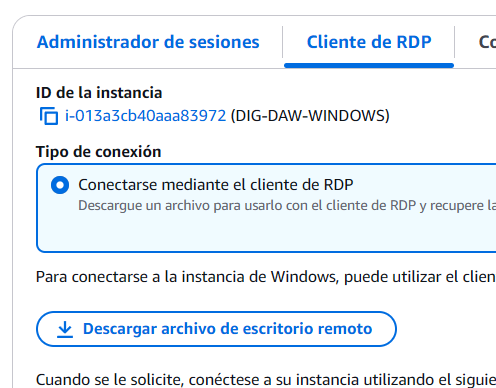 Administrador de sesiones Cliente de RDP
ID de la instancia
i-013a3cb40aaa83972 (DIG-DAW-WINDOWS)
Tipo de conexión
Conectarse mediante el cliente de RDP
Descargue un archivo para usarlo con el cliente de RDP y recupere la
Para conectarse a la instancia de Windows, puede utilizar el clien
Descargar archivo de escritorio remoto
Cuando se le solicite, conéctese a su instancia utilizando el siguie